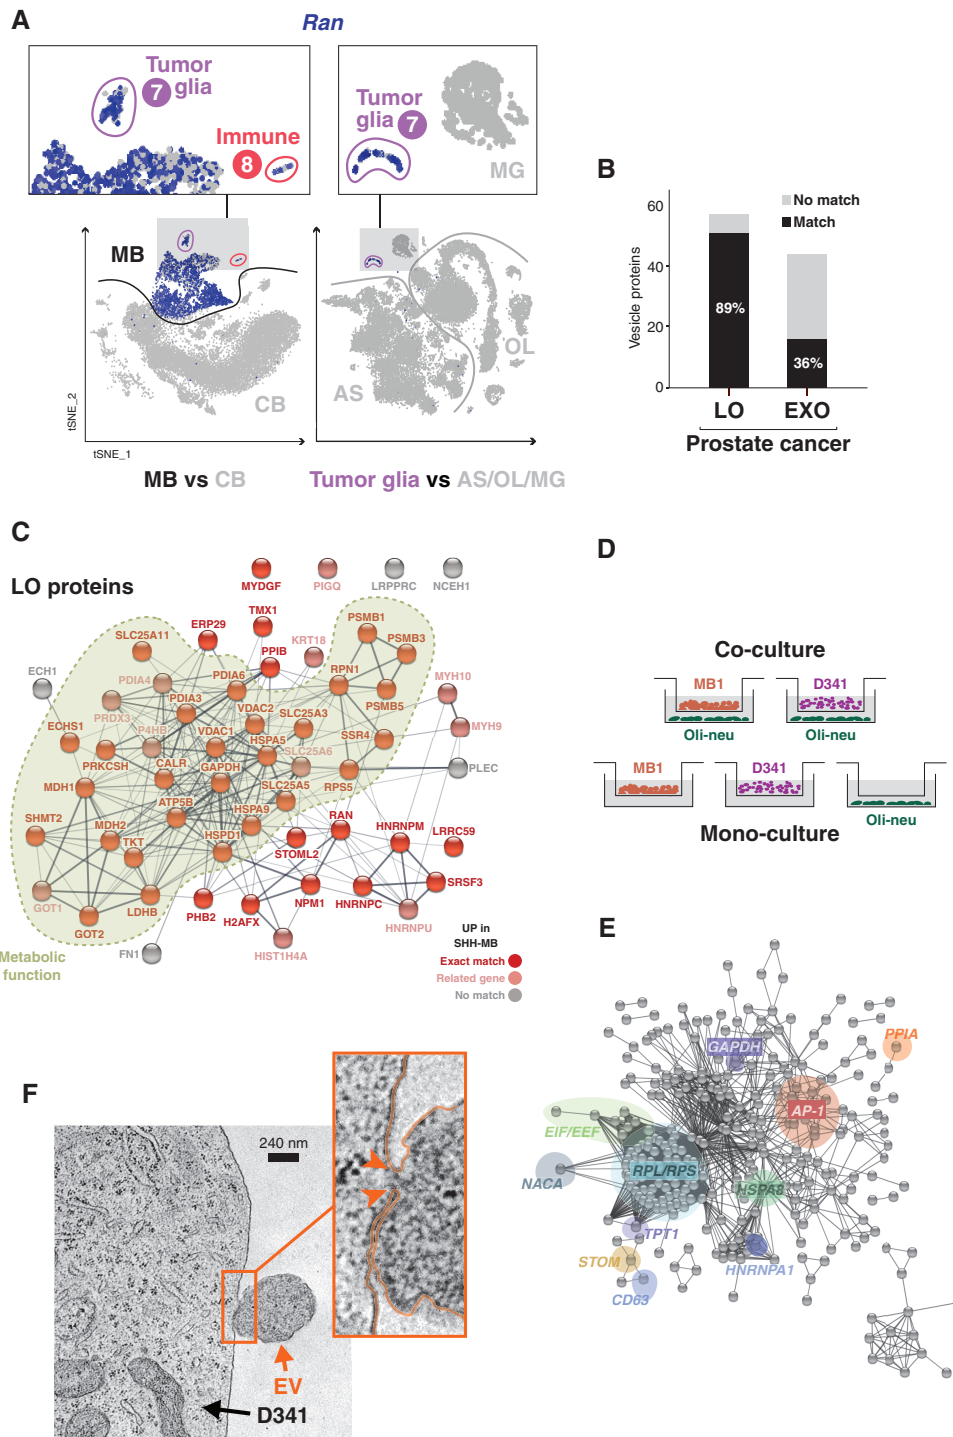 A
Ran
Tumor
7 glia
Immune
8
Tumor
glia 7
MG
MB
CB
AS
OL
tSNE_2
tSNE_1
MB vs CB
Tumor glia vs AS/OL/MG
B
No match
Match
Vesicle proteins
60
40
20
0
89%
36%
LO
EXO
Prostate cancer
C
LO proteins
MYDGF
PIGQ
LRPPRC
NCEH1
TMX1
ERP29
SLC25A11
PSMB1
PSMB3
KRT18
PPIB
ECH1
PDIA4
PDIA6
RPN1
MYH10
PRDX3
PDIA3
VDAC2
SLC25A3
PSMB5
ECHS1
P4HB
VDAC1
SSR4
MYH9
PRKCSH
CALR
HSPA5
SLC25A6
GAPDH
PLEC
MDH1
SLC25A5
RPS5
ATP5B
HSPA9
RAN
SHMT2
MDH2
TKT
HSPD1
STOML2
HNRNPM
LRRC59
GOT1
LDHB
PHB2
H2AFX
NPM1
HNRNPC
SRSF3
GOT2
HNRNPU
FN1
HIST1H4A
Metabolic
function
UP in
SHH-MB
Exact match
Related gene
No match
D
Co-culture
MB1
D341
Oli-neu
Oli-neu
MB1
D341
Oli-neu
Mono-culture
E
GAPDH
PPIA
AP-1
EIF/EEF
RPL/RPS
NACA
HSPA8
TPT1
STOM
HNRNPA1
CD63
F
240 nm
EV
D341